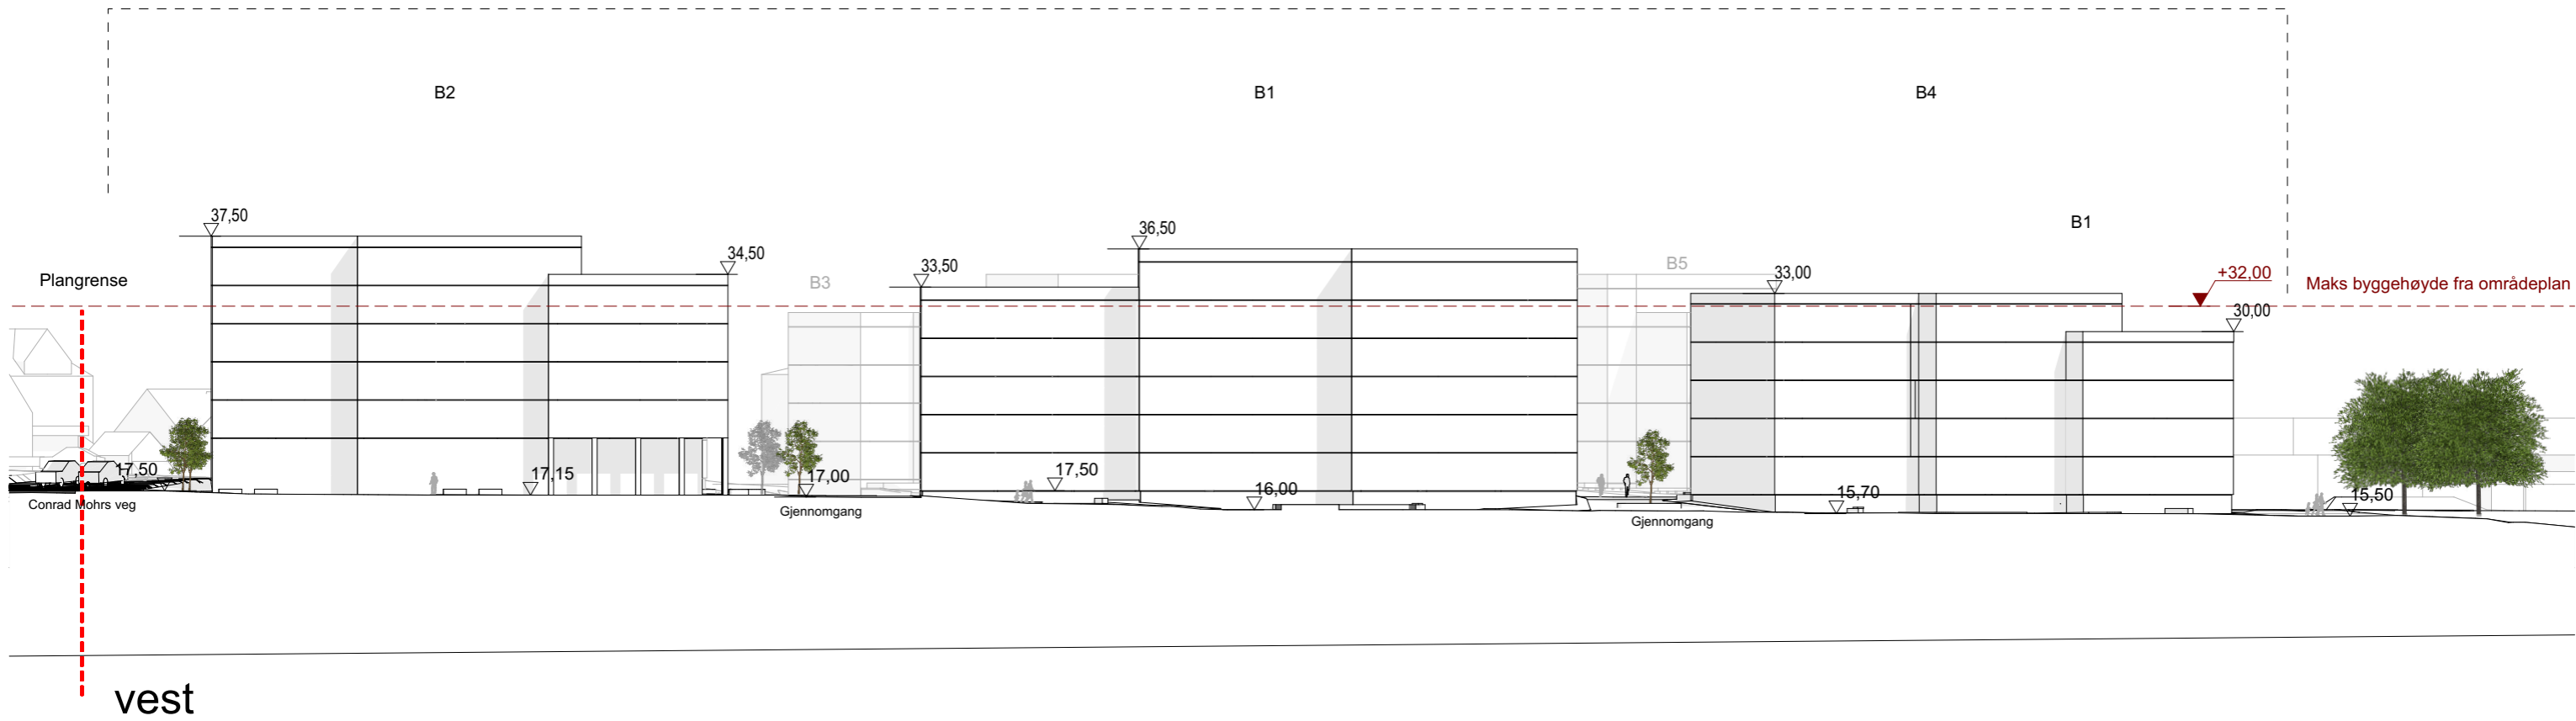 B2
B1
B4
37,50
36,50
B1
34,50
33,50
B5
33,00
+32,00
Plangrense
B3
Maks byggehøyde fra områdeplan
30,00
17,50
17,15
17,00
17,50
16,00
15,70
15,50
Conrad Mohrs veg
Gjennomgang
Gjennomgang
vest